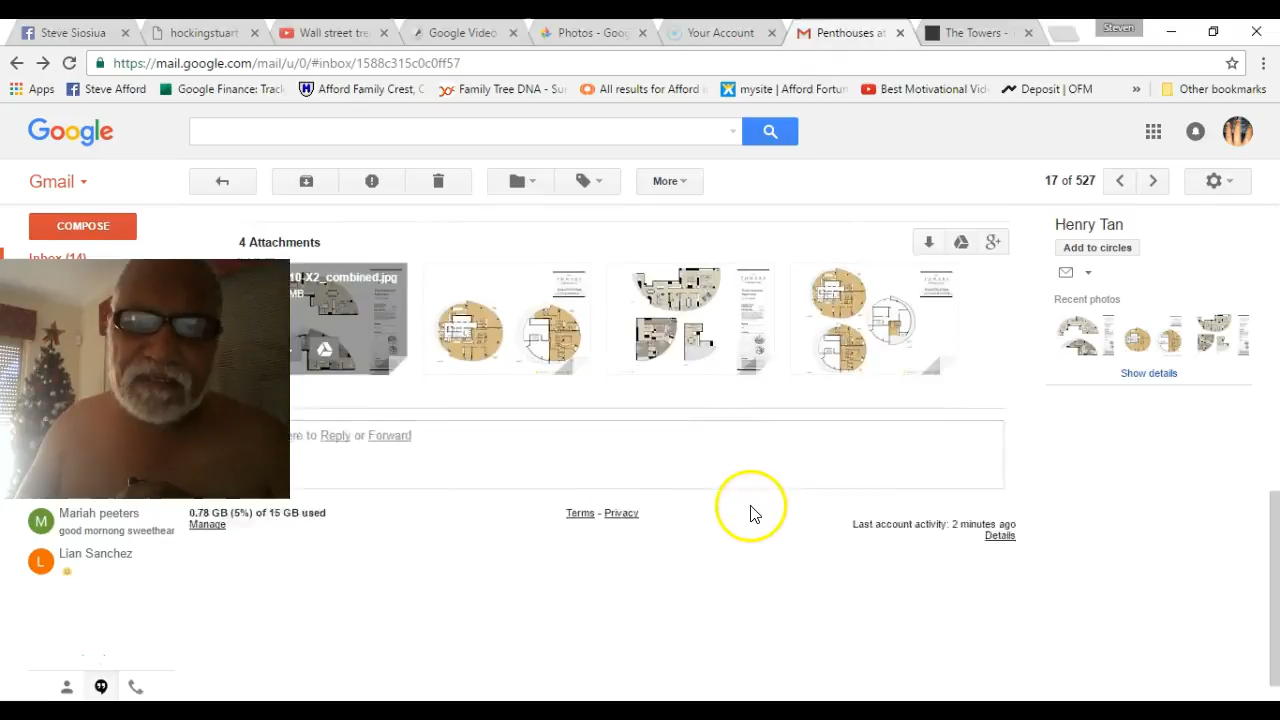 Steve Siosiua
hockingstuart
Wall street tre
Google Video
Photos - Goog
Your Account
Penthouses at
The Towers -
Steven
https://mail.google.com/mail/u/0/#inbox/1588c315c0c0ff57
Apps
Steve Afford
Google Finance: Track
Afford Family Crest, C
Family Tree DNA - Su
All results for Afford i
mysite | Afford Fortun
Best Motivational Vid
Deposit | OFM
»
Other bookmarks
Google
Gmail
More
17 of 527
COMPOSE
4 Attachments
Henry Tan
Inbox (14)
Add to circles
10_X2_combined.jpg
MB
Recent photos
Show details
ere to Reply or Forward
Mariah peeters
good mornong sweethear
0.78 GB (5%) of 15 GB used
Manage
Terms - Privacy
Last account activity: 2 minutes ago
Details
Lian Sanchez